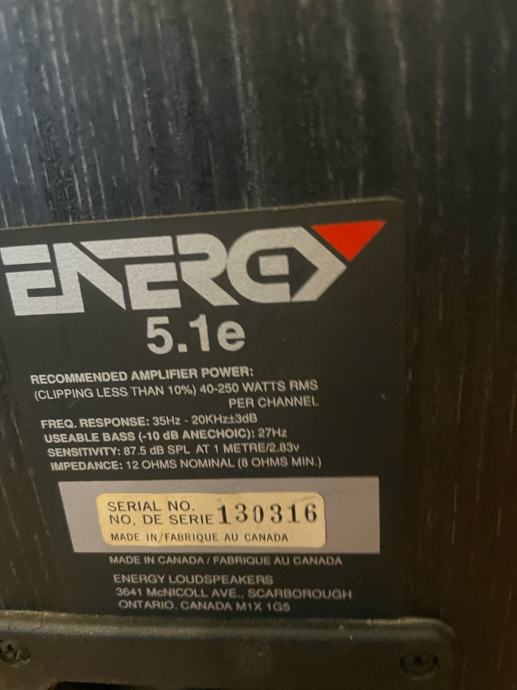 ENERGY
5.1e
RECOMMENDED AMPLIFIER POWER:
(CLIPPING LESS THAN 10%) 40-250 WATTS RMS
PER CHANNEL
FREQ. RESPONSE: 35Hz - 20KHz±3dB
USEABLE BASS (-10 dB ANECHOIC): 27Hz
SENSITIVITY: 87.5 dB SPL AT 1 METRE/2.83v
IMPEDANCE: 12 OHMS NOMINAL (8 OHMS MIN.)
SERIAL NO.
NO. DE SERIE 130316
MADE IN/FABRIQUE AU CANADA
MADE IN CANADA / FABRIQUE AU CANADA
ENERGY LOUDSPEAKERS
3641 McNICOLL AVE., SCARBOROUGH
ONTARIO, CANADA M1X 1G5